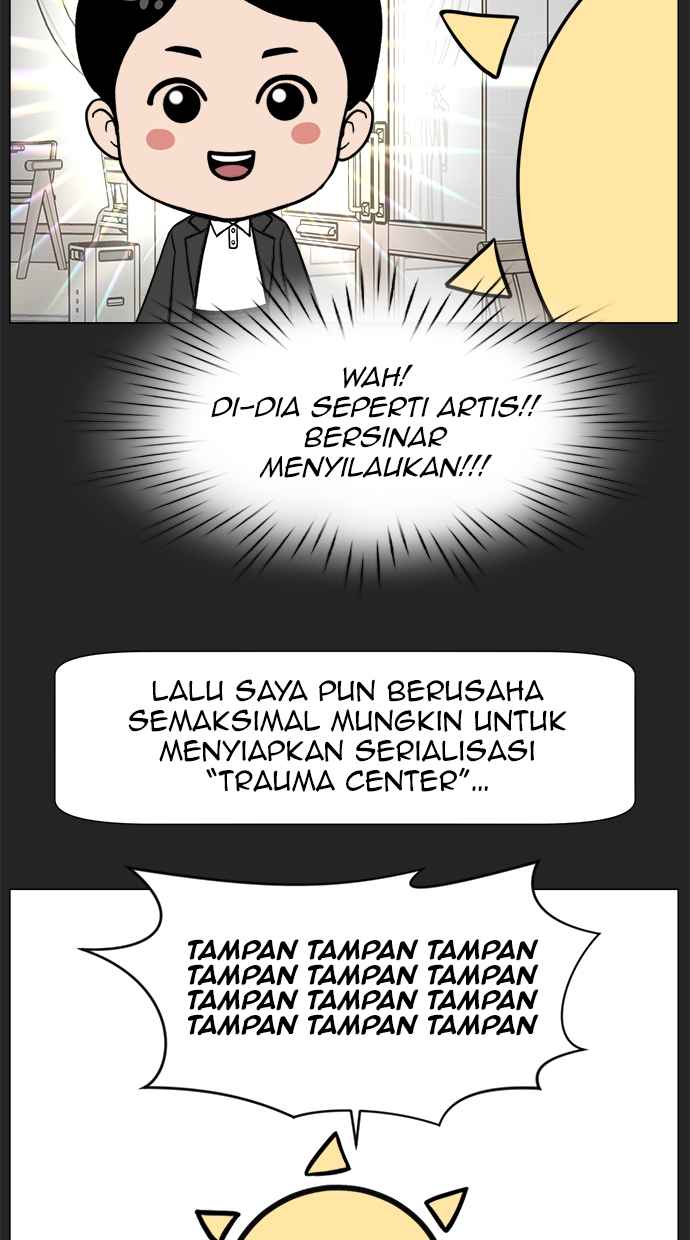 WAH!
DI-DIA SEPERTI ARTIS!!
BERSINAR
MENYILAUKAN!!!
LALU SAYA PUN BERUSAHA
SEMAKSIMAL MUNGKIN UNTUK
MENYIAPKAN SERIALISASI
“TRAUMA CENTER”...
TAMPAN TAMPAN TAMPAN
TAMPAN TAMPAN TAMPAN
TAMPAN TAMPAN TAMPAN
TAMPAN TAMPAN TAMPAN